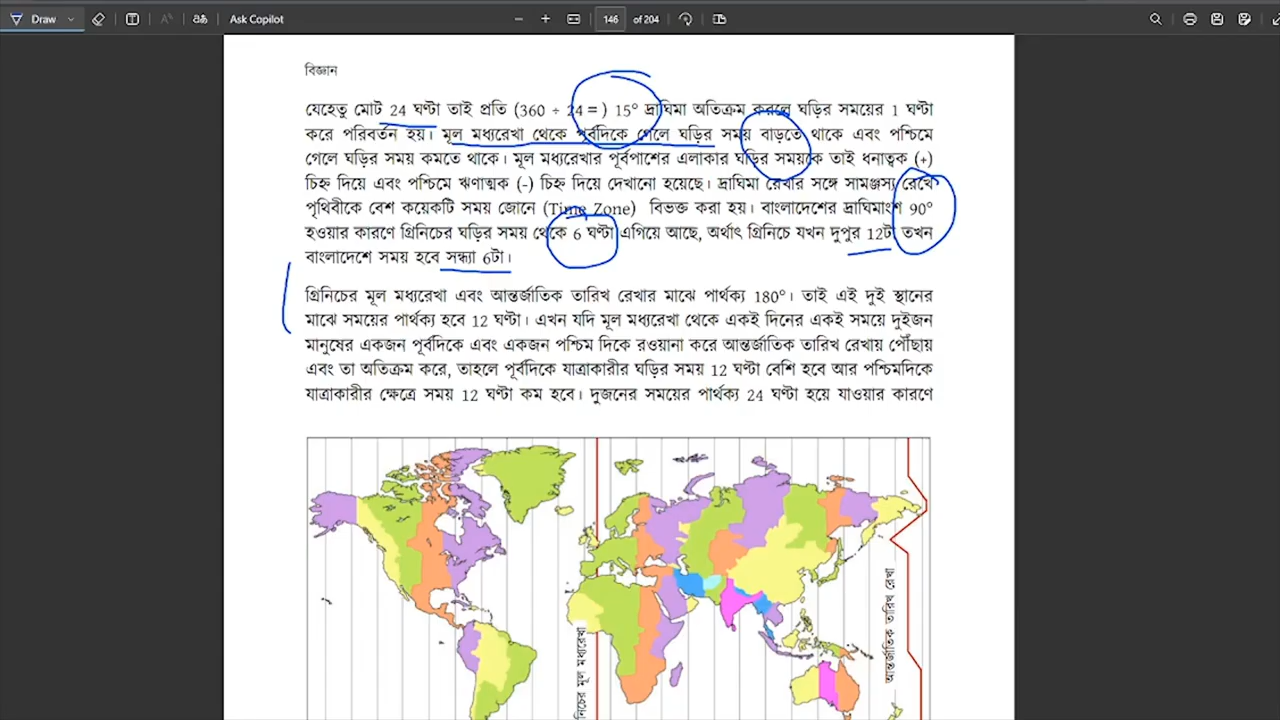 Draw
Ask Copilot
146 of 204
বিজ্ঞান
যেহেতু মোট 24 ঘণ্টা তাই প্রতি (360 ÷ 24 = ) 15° দ্রাঘিমা অতিক্রম করলে ঘড়ির সময়ের 1 ঘণ্টা
করে পরিবর্তন হয়। মূল মধ্যরেখা থেকে পূর্বদিকে গেলে ঘড়ির সময় বাড়তে থাকে এবং পশ্চিমে
গেলে ঘড়ির সময় কমতে থাকে। মূল মধ্যরেখার পূর্বপাশের এলাকার ঘড়ির সময়কে তাই ধনাত্বক (+)
চিহ্ন দিয়ে এবং পশ্চিমে ঋণাত্মক (-) চিহ্ন দিয়ে দেখানো হয়েছে। দ্রাঘিমা রেখার সঙ্গে সামঞ্জস্য রেখে
পৃথিবীকে বেশ কয়েকটি সময় জোনে (Time Zone) বিভক্ত করা হয়। বাংলাদেশের দ্রাঘিমাংশ 90°
হওয়ার কারণে গ্রিনিচের ঘড়ির সময় থেকে 6 ঘণ্টা এগিয়ে আছে, অর্থাৎ গ্রিনিচে যখন দুপুর 12টা তখন
বাংলাদেশে সময় হবে সন্ধ্যা 6টা।
গ্রিনিচের মূল মধ্যরেখা এবং আন্তর্জাতিক তারিখ রেখার মাঝে পার্থক্য 180°। তাই এই দুই স্থানের
মাঝে সময়ের পার্থক্য হবে 12 ঘণ্টা। এখন যদি মূল মধ্যরেখা থেকে একই দিনের একই সময়ে দুইজন
মানুষের একজন পূর্বদিকে এবং একজন পশ্চিম দিকে রওয়ানা করে আন্তর্জাতিক তারিখ রেখায় পৌঁছায়
এবং তা অতিক্রম করে, তাহলে পূর্বদিকে যাত্রাকারীর ঘড়ির সময় 12 ঘণ্টা বেশি হবে আর পশ্চিমদিকে
যাত্রাকারীর ক্ষেত্রে সময় 12 ঘণ্টা কম হবে। দুজনের সময়ের পার্থক্য 24 ঘণ্টা হয়ে যাওয়ার কারণে
মূল মধ্যরেখা
আন্তর্জাতিক তারিখ রেখা